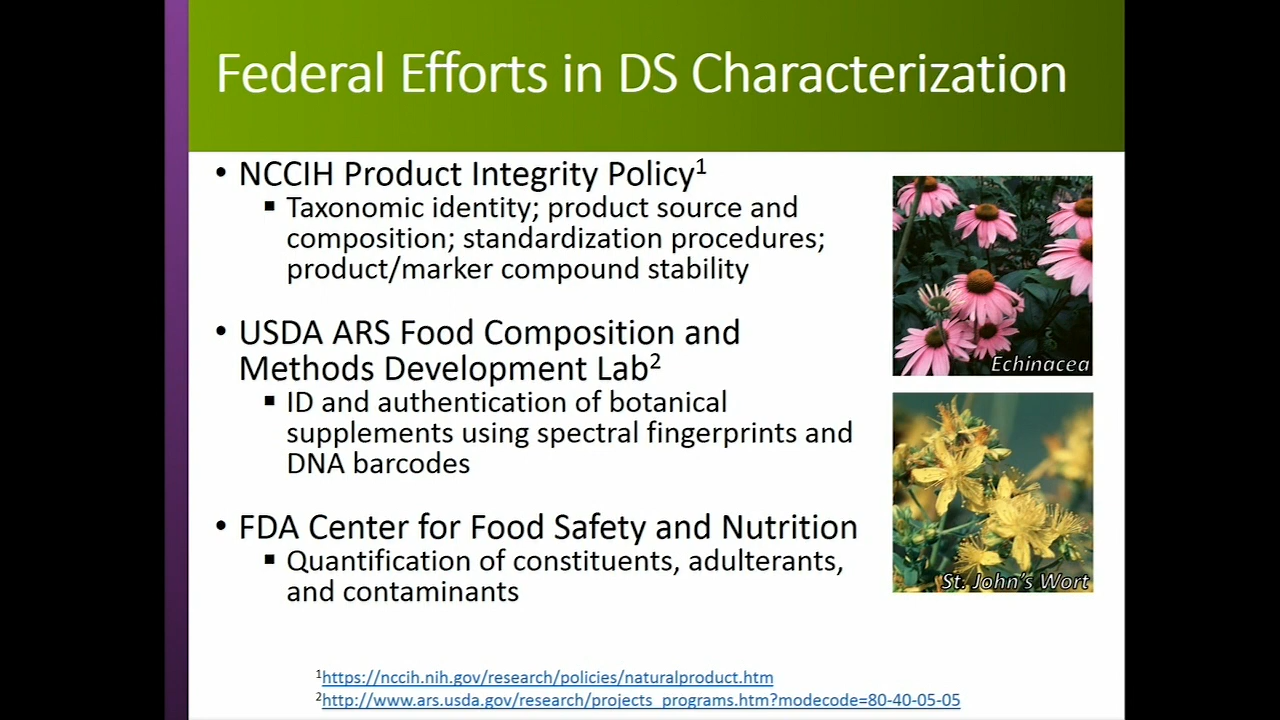 Federal Efforts in DS Characterization
• NCCIH Product Integrity Policy¹
▪ Taxonomic identity; product source and
composition; standardization procedures;
product/marker compound stability
• USDA ARS Food Composition and
Methods Development Lab²
▪ ID and authentication of botanical
supplements using spectral fingerprints and
DNA barcodes
• FDA Center for Food Safety and Nutrition
▪ Quantification of constituents, adulterants,
and contaminants
Echinacea
St. John's Wort
¹https://nccih.nih.gov/research/policies/naturalproduct.htm
²http://www.ars.usda.gov/research/projects_programs.htm?modecode=80-40-05-05